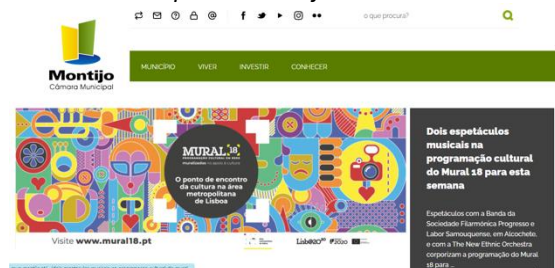 o que procura?
Montijo
Câmara Municipal
MUNICÍPIO VIVER INVESTIR CONHECER
MURAL 18
O ponto de encontro
da cultura na área
metropolitana
de Lisboa
Visite www.mural18.pt
Dois espetáculos
musicais na
programação cultural
do Mural 18 para esta
semana
Espetáculos com a Banda da
Sociedade Filarmónica Progresso e
Labor Samouquense, em Alcochete,
e com a The New Ethnic Orchestra
corporizam a programação do Mural
18 para ...